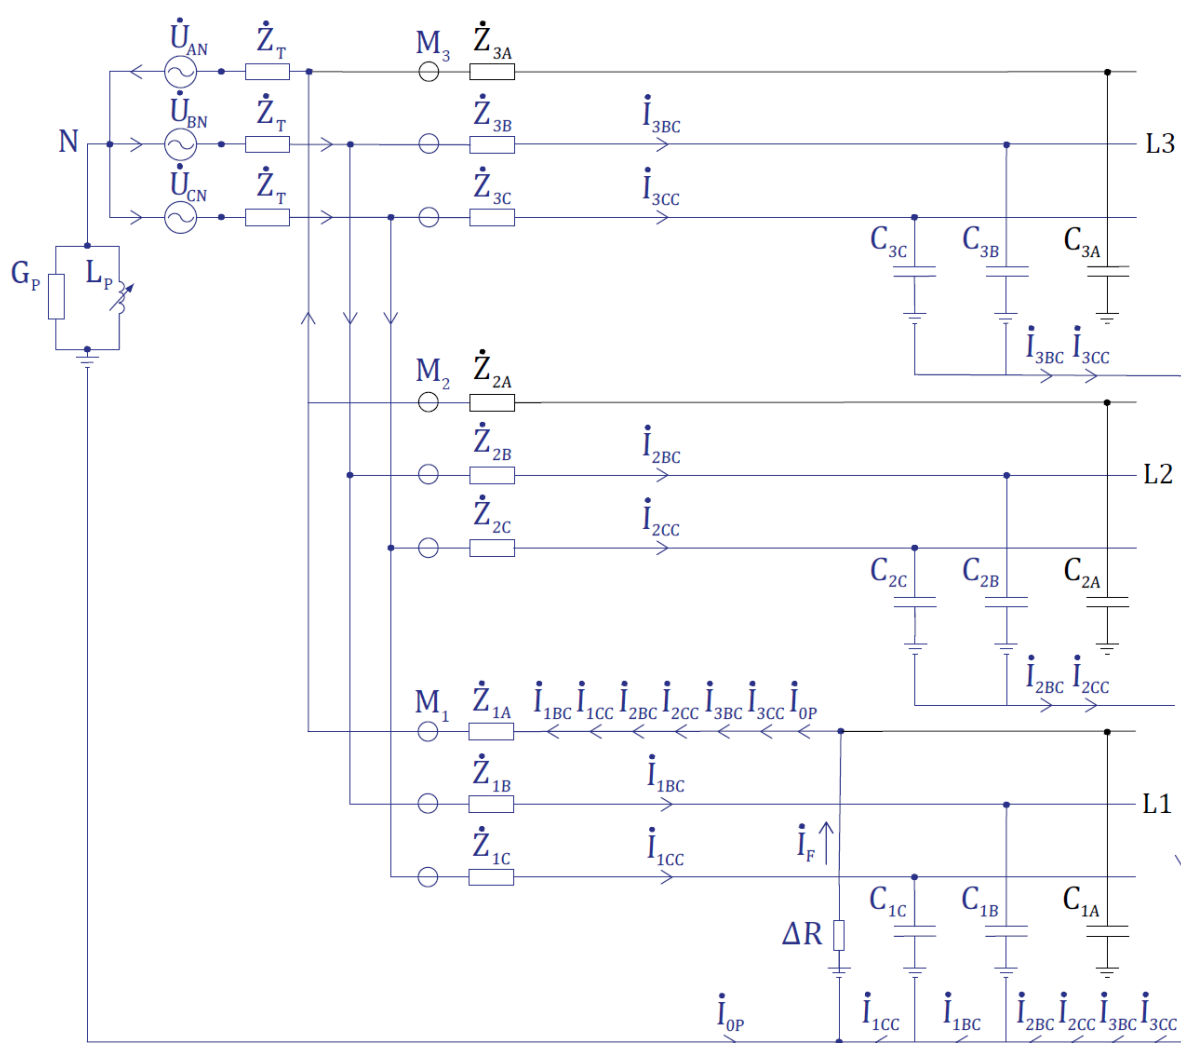 U̇AN ŻT M3 Ż3A
U̇BN ŻT Ż3B İ3BC
N L3
U̇CN ŻT Ż3C İ3CC
C3C C3B C3A
GP LP
İ3BC İ3CC
M2 Ż2A
Ż2B İ2BC
L2
Ż2C İ2CC
C2C C2B C2A
İ2BC İ2CC
M1 Ż1A İ1BC İ1CC İ2BC İ2CC İ3BC İ3CC İ0P
Ż1B İ1BC
L1
Ż1C İ1CC İF
C1C C1B C1A
ΔR
İ0P İ1CC İ1BC İ2BC İ2CC İ3BC İ3CC